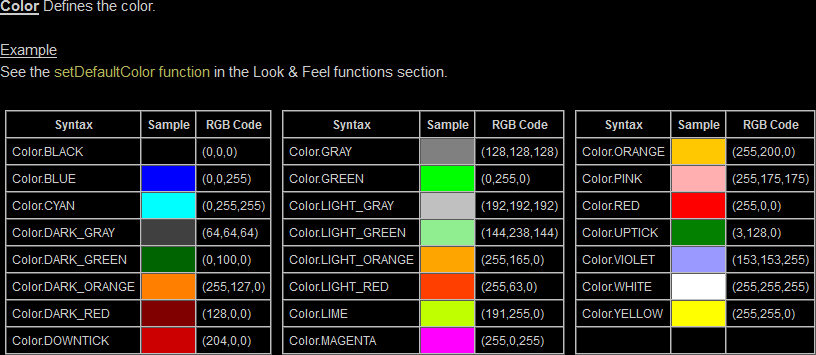 Color Defines the color.
Example
See the setDefaultColor function in the Look & Feel functions section.
Syntax Sample RGB Code
Color.BLACK (0,0,0)
Color.BLUE (0,0,255)
Color.CYAN (0,255,255)
Color.DARK_GRAY (64,64,64)
Color.DARK_GREEN (0,100,0)
Color.DARK_ORANGE (255,127,0)
Color.DARK_RED (128,0,0)
Color.DOWNTICK (204,0,0)
Syntax Sample RGB Code
Color.GRAY (128,128,128)
Color.GREEN (0,255,0)
Color.LIGHT_GRAY (192,192,192)
Color.LIGHT_GREEN (144,238,144)
Color.LIGHT_ORANGE (255,165,0)
Color.LIGHT_RED (255,63,0)
Color.LIME (191,255,0)
Color.MAGENTA (255,0,255)
Syntax Sample RGB Code
Color.ORANGE (255,200,0)
Color.PINK (255,175,175)
Color.RED (255,0,0)
Color.UPTICK (3,128,0)
Color.VIOLET (153,153,255)
Color.WHITE (255,255,255)
Color.YELLOW (255,255,0)